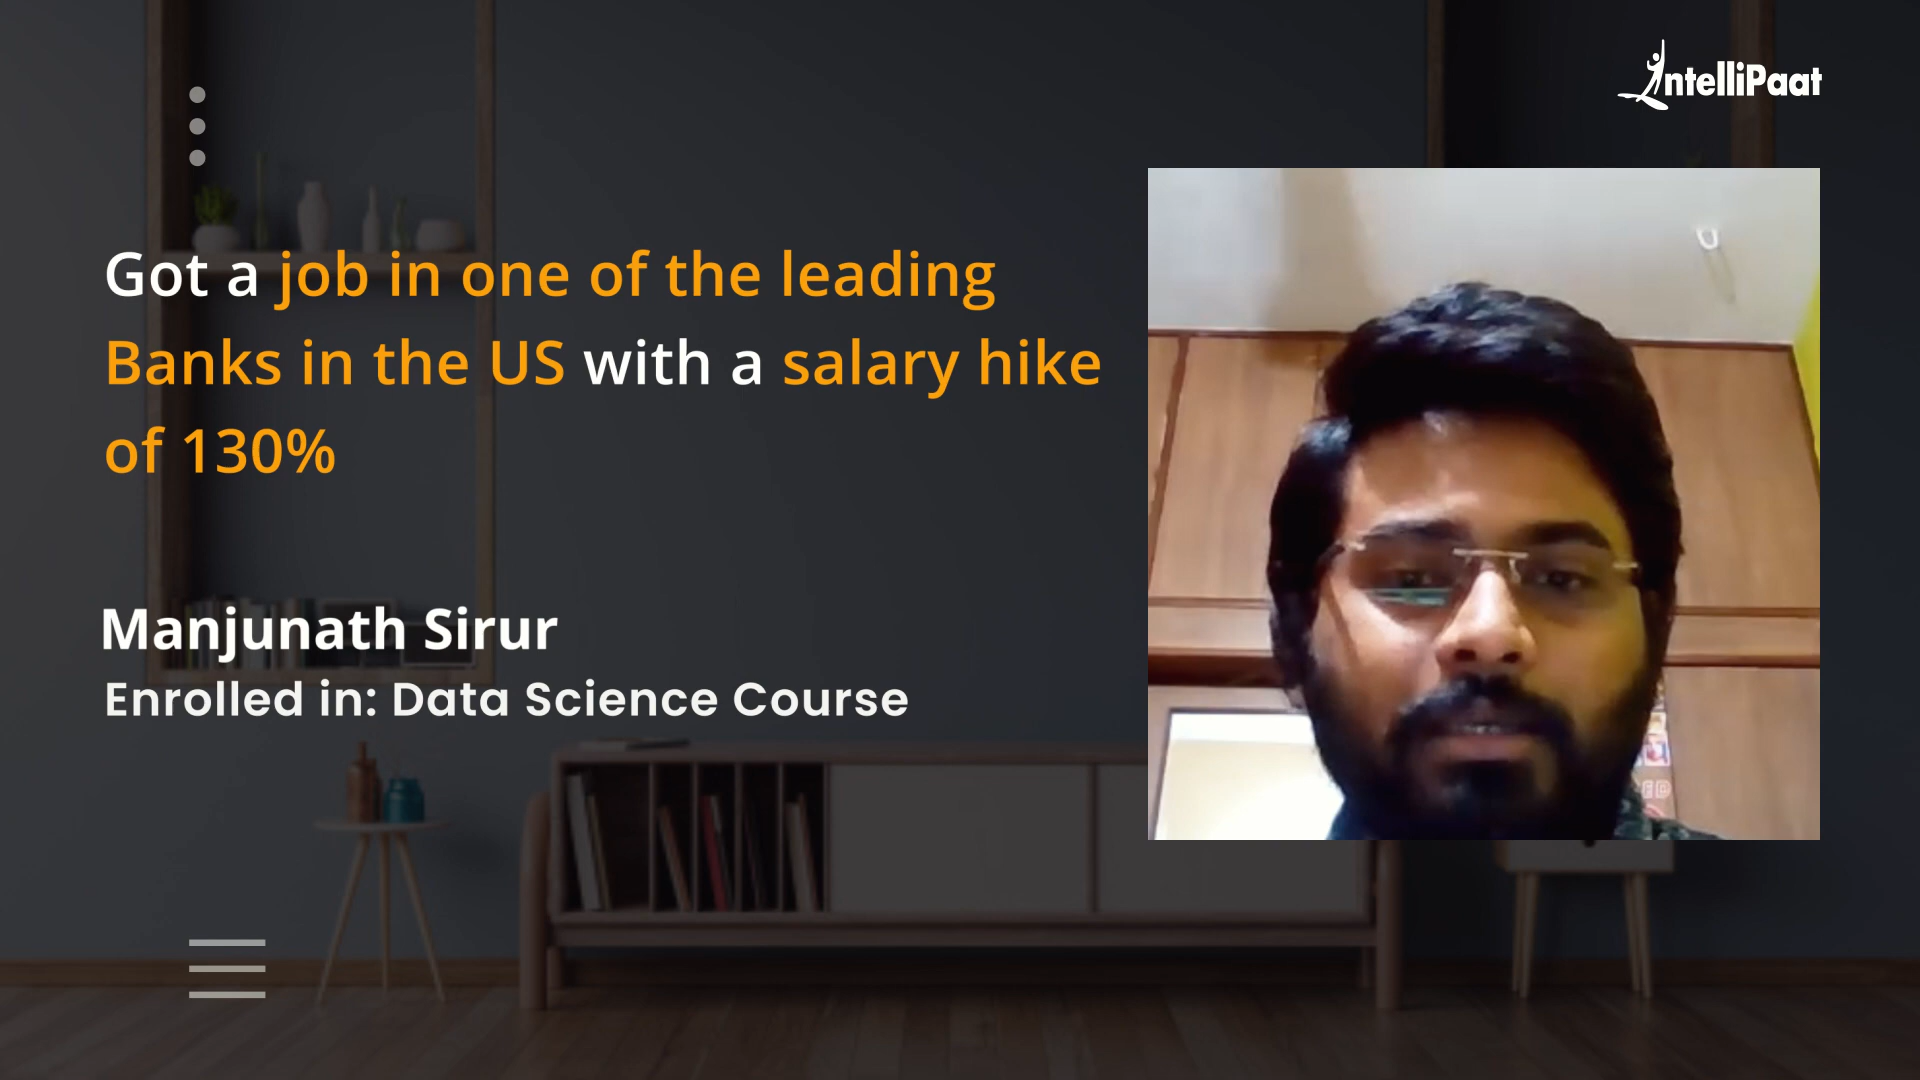 IntelliPaat
Got a job in one of the leading
Banks in the US with a salary hike
of 130%
Manjunath Sirur
Enrolled in: Data Science Course